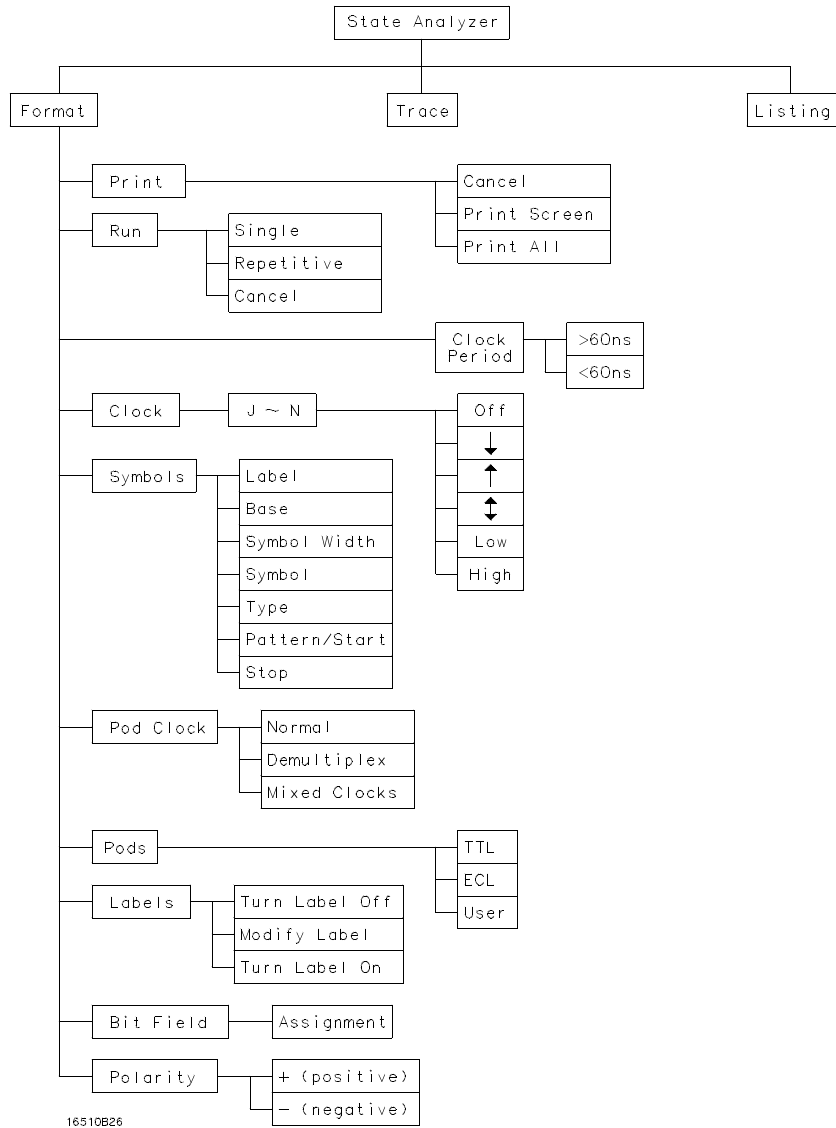 State Analyzer
Format
Trace
Listing
Print
Cancel
Print Screen
Print All
Run
Single
Repetitive
Cancel
Clock
Period
>60ns
<60ns
Clock
J ~ N
Off
↓
↑
↕
Low
High
Symbols
Label
Base
Symbol Width
Symbol
Type
Pattern/Start
Stop
Pod Clock
Normal
Demultiplex
Mixed Clocks
Pods
TTL
ECL
User
Labels
Turn Label Off
Modify Label
Turn Label On
Bit Field
Assignment
Polarity
+ (positive)
- (negative)
16510B26